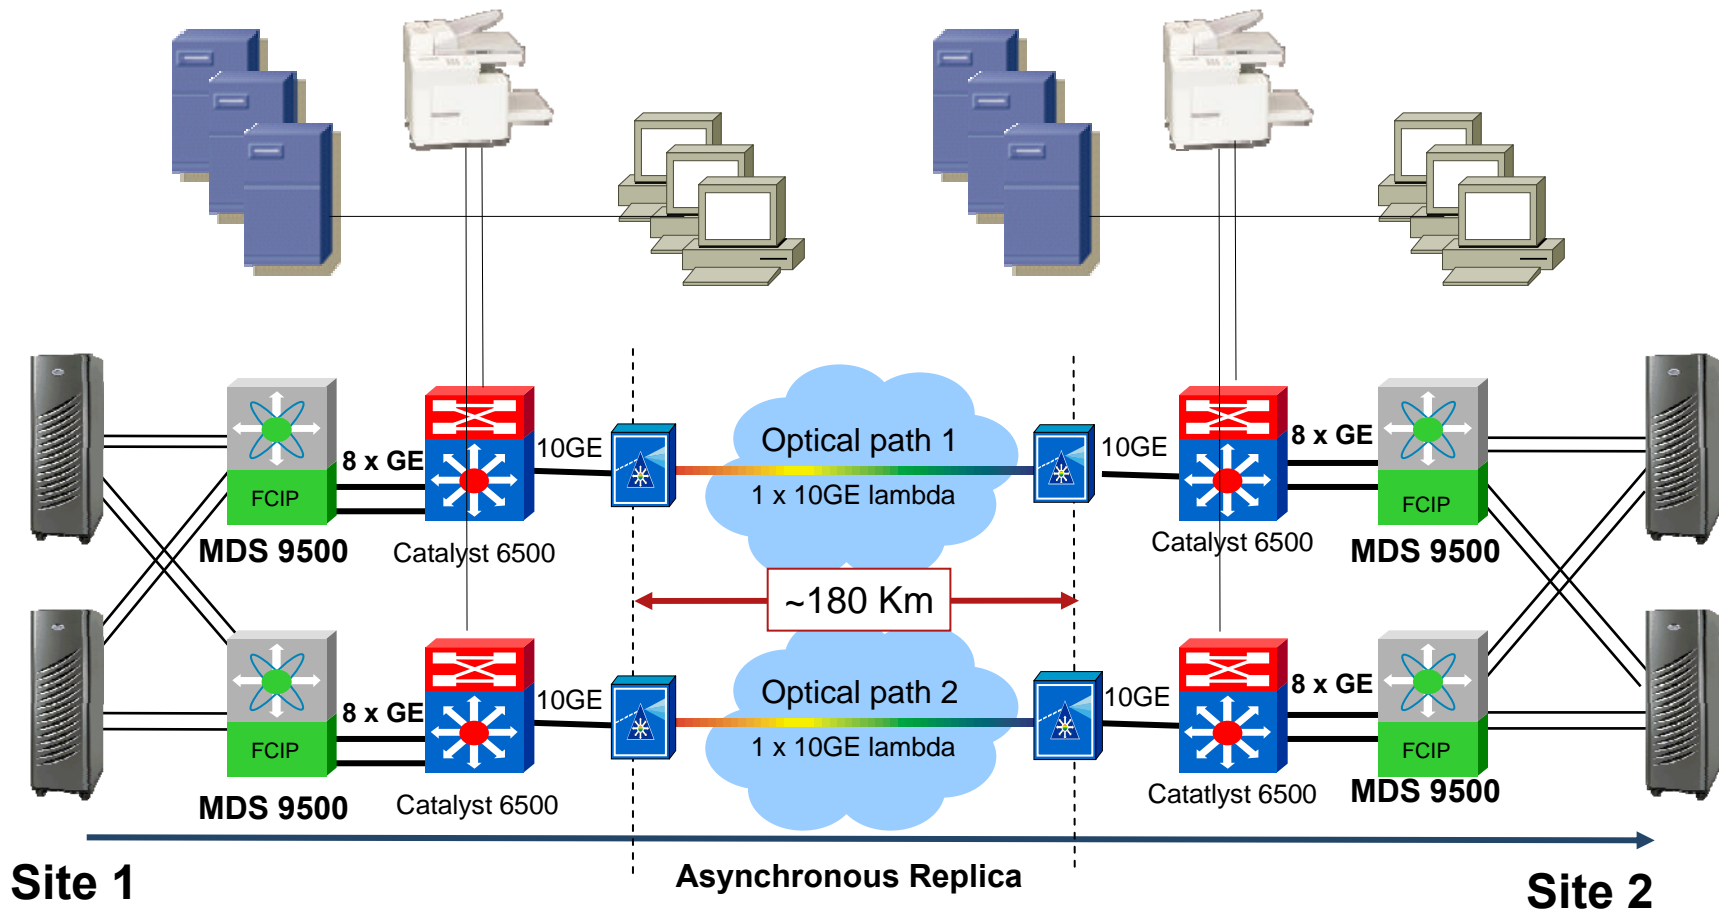 Optical path 1
10GE
10GE
8 x GE
8 x GE
1 x 10GE lambda
FCIP
FCIP
MDS 9500
Catalyst 6500
Catalyst 6500
MDS 9500
~180 Km
Optical path 2
10GE
10GE
8 x GE
8 x GE
1 x 10GE lambda
FCIP
FCIP
MDS 9500
Catalyst 6500
Catatlyst 6500
MDS 9500
Asynchronous Replica
Site 1
Site 2